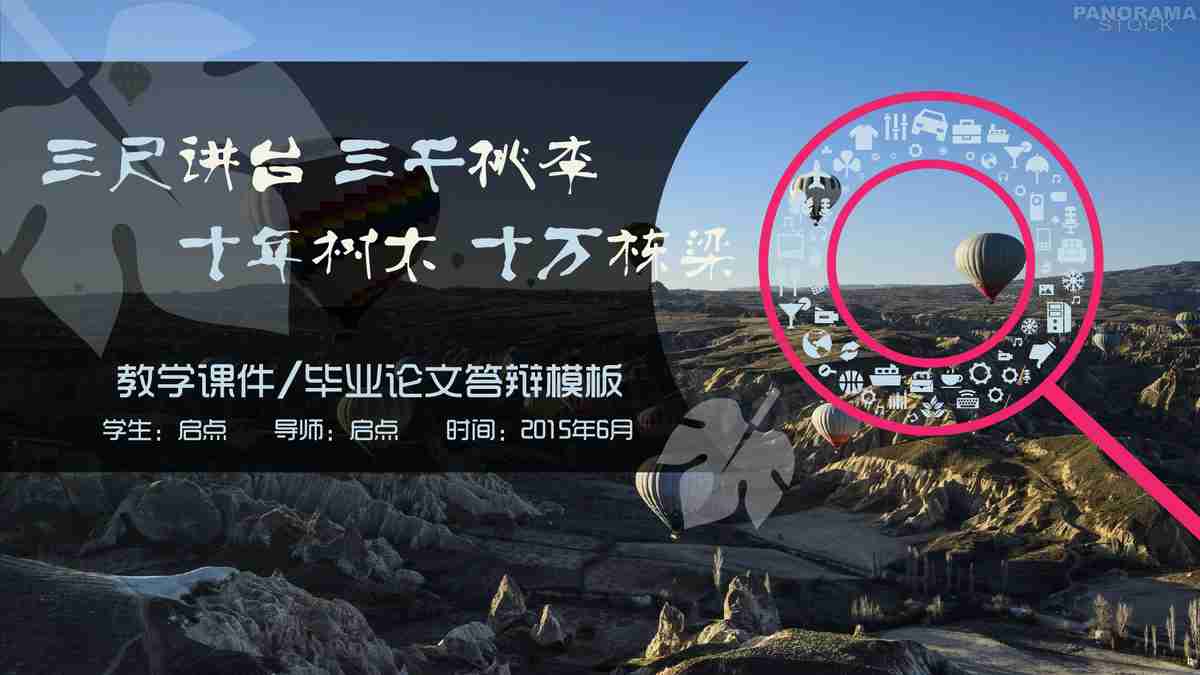 PANORAMA
STOCK
三尺讲台 三千桃李
十年树木 十万栋梁
教学课件/毕业论文答辩模板
学生：启点 导师：启点 时间：2015年6月